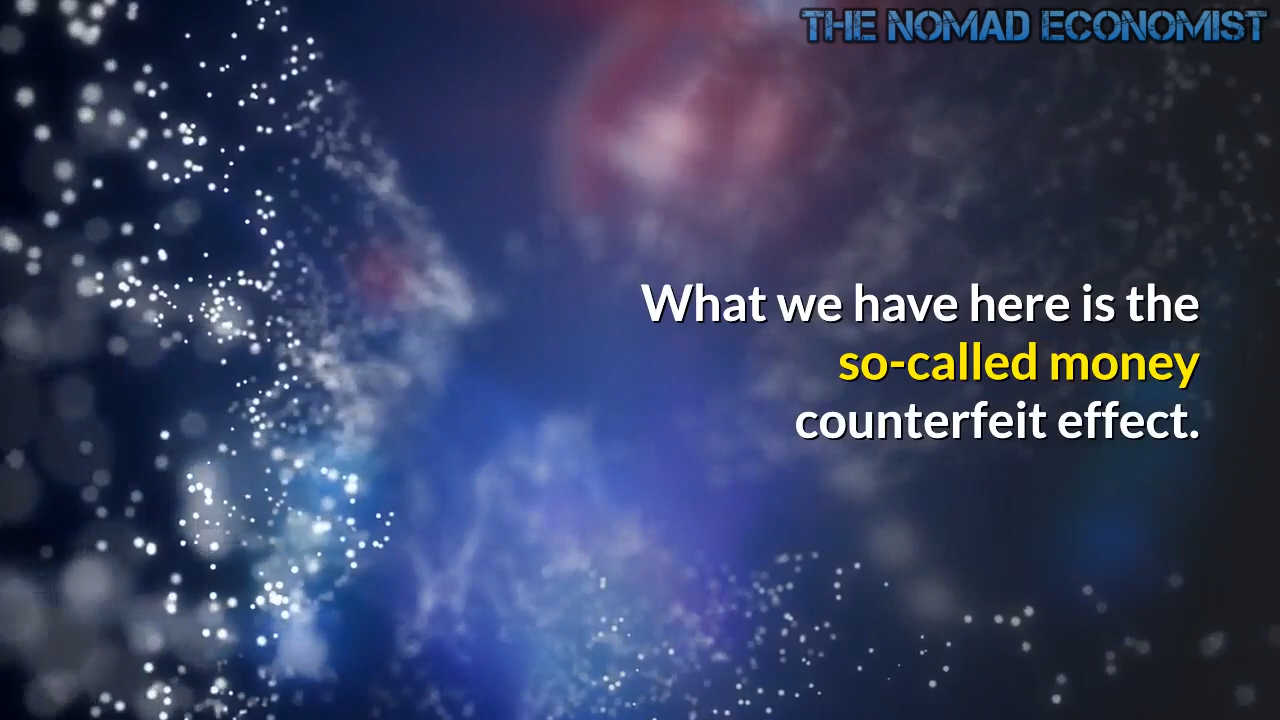 THE NOMAD ECONOMIST
What we have here is the
so-called money
counterfeit effect.